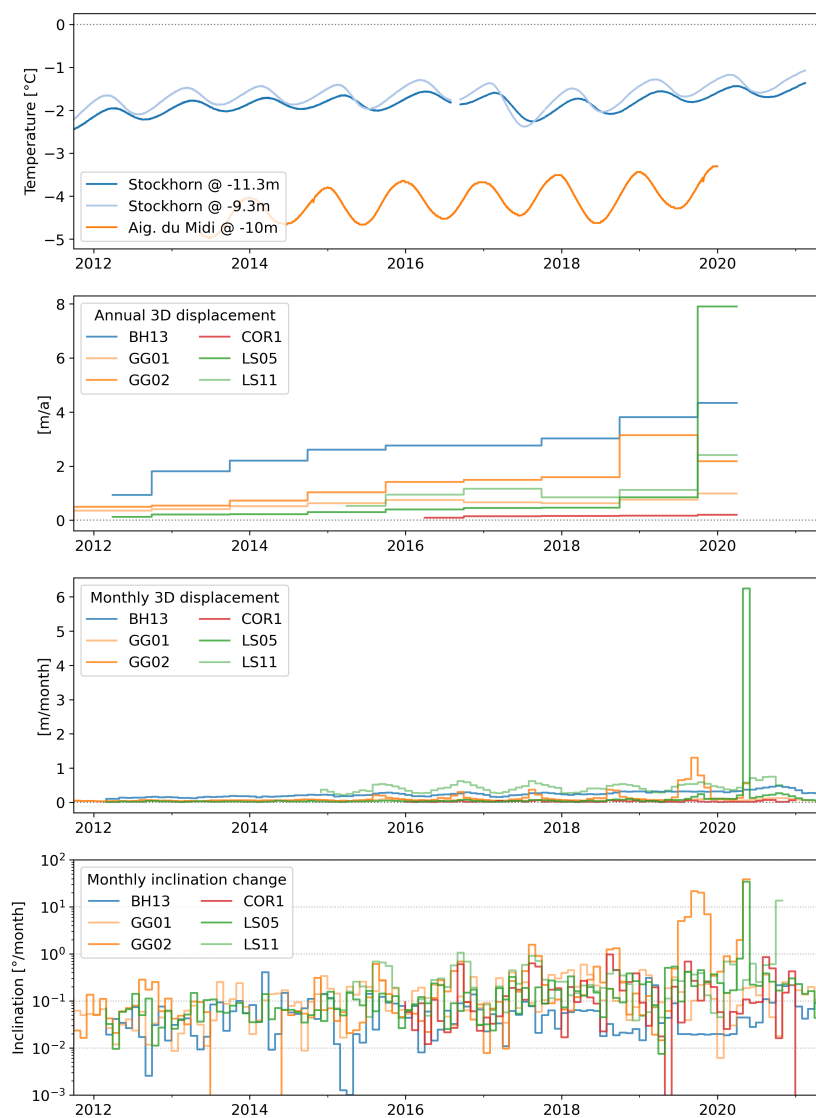 0
−1
−2
−3
−4
−5
Temperature [°C]
Stockhorn @ -11.3m
Stockhorn @ -9.3m
Aig. du Midi @ -10m
2012 2014 2016 2018 2020
8
6
4
2
0
[m/a]
Annual 3D displacement
BH13 COR1
GG01 LS05
GG02 LS11
2012 2014 2016 2018 2020
6
5
4
3
2
1
0
[m/month]
Monthly 3D displacement
BH13 COR1
GG01 LS05
GG02 LS11
2012 2014 2016 2018 2020
10²
10¹
10⁰
10⁻¹
10⁻²
10⁻³
Inclination [°/month]
Monthly inclination change
BH13 COR1
GG01 LS05
GG02 LS11
2012 2014 2016 2018 2020